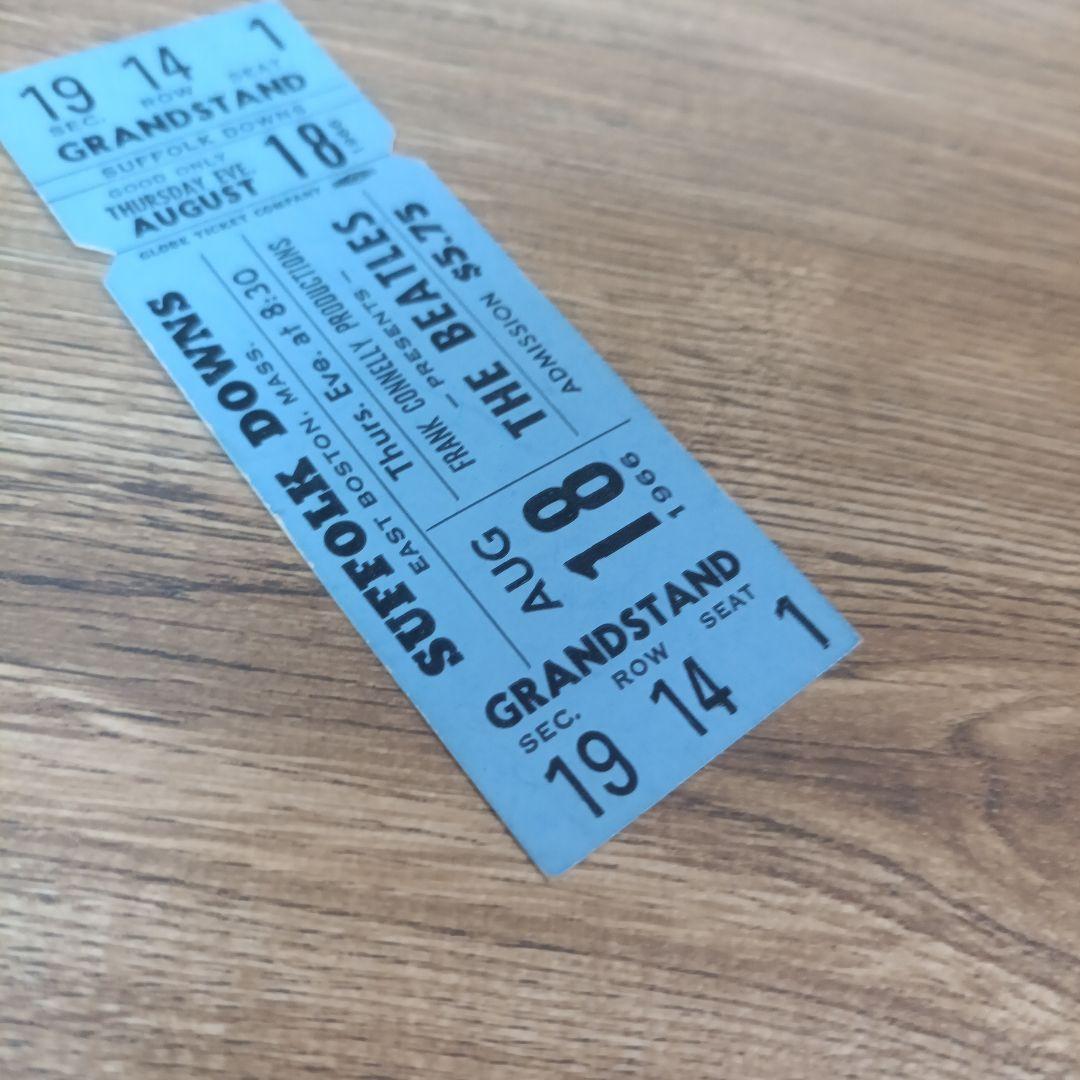 19 14 1
SEC. ROW SEAT
GRANDSTAND
SUFFOLK DOWNS
GOOD ONLY
THURSDAY EVE.
AUGUST 18 1966
GLOBE TICKET COMPANY
SUFFOLK DOWNS
EAST BOSTON, MASS.
Thurs. Eve. at 8:30
FRANK CONNELLY PRODUCTIONS
— PRESENTS —
THE BEATLES
ADMISSION $5.75
AUG 18 1966
GRANDSTAND
SEC. ROW SEAT
19 14 1